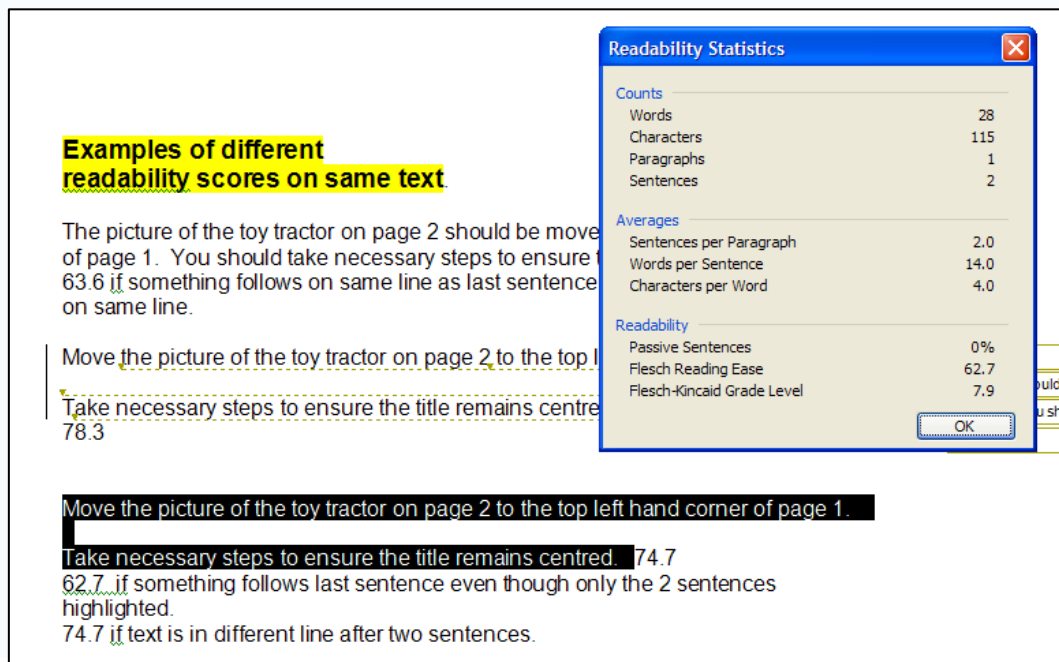 Examples of different
readability scores on same text.
The picture of the toy tractor on page 2 should be move
of page 1. You should take necessary steps to ensure
63.6 if something follows on same line as last sentence
on same line.
Move the picture of the toy tractor on page 2 to the top
Take necessary steps to ensure the title remains centre
78.3
Move the picture of the toy tractor on page 2 to the top left hand corner of page 1.
Take necessary steps to ensure the title remains centred. 74.7
62.7 if something follows last sentence even though only the 2 sentences
highlighted.
74.7 if text is in different line after two sentences.
Readability Statistics
Counts
Words 28
Characters 115
Paragraphs 1
Sentences 2
Averages
Sentences per Paragraph 2.0
Words per Sentence 14.0
Characters per Word 4.0
Readability
Passive Sentences 0%
Flesch Reading Ease 62.7
Flesch-Kincaid Grade Level 7.9
OK